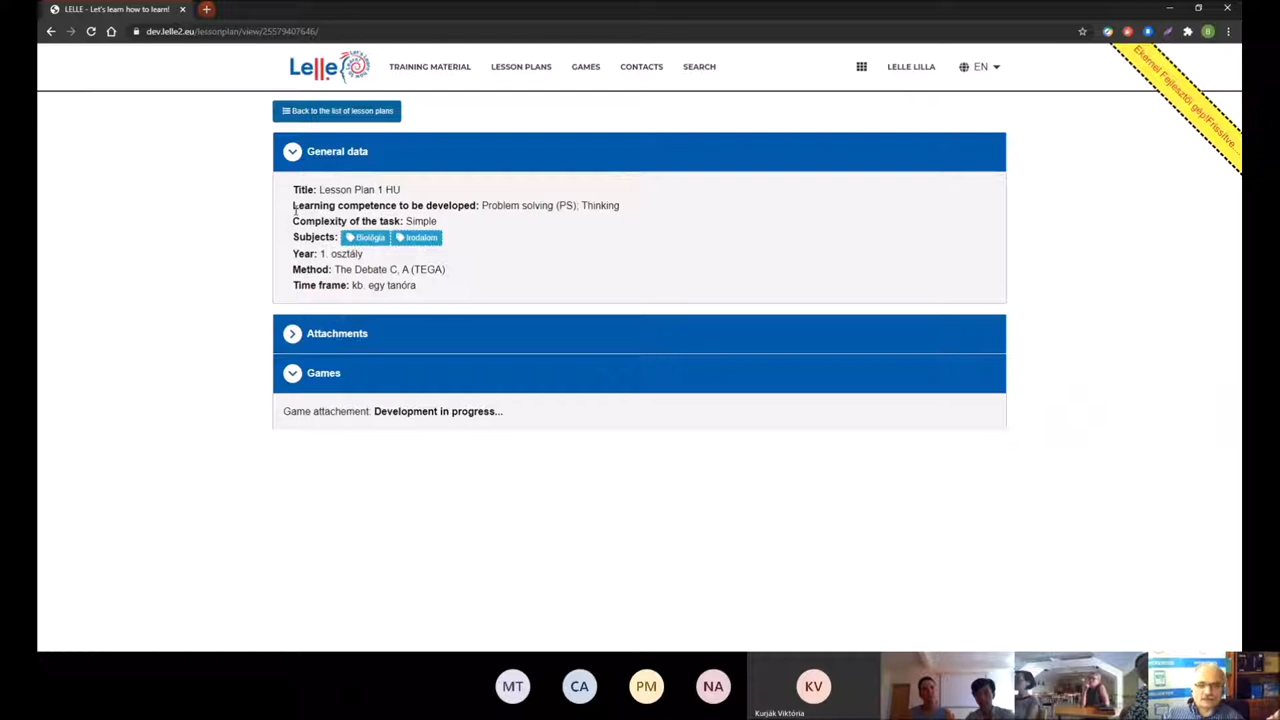 LELLE - Let's learn how to learn!
dev.lelle2.eu/lessonplan/view/25579407646/
Lelle
TRAINING MATERIAL LESSON PLANS GAMES CONTACTS SEARCH LELLE LILLA EN
Ekernei Fejlesztői gép/Frissítve....
Back to the list of lesson plans
General data
Title: Lesson Plan 1 HU
Learning competence to be developed: Problem solving (PS); Thinking
Complexity of the task: Simple
Subjects: Biológia Irodalom
Year: 1. osztály
Method: The Debate C, A (TEGA)
Time frame: kb. egy tanóra
Attachments
Games
Game attachement: Development in progress...
MT CA PM NA KV
Kurják Viktória